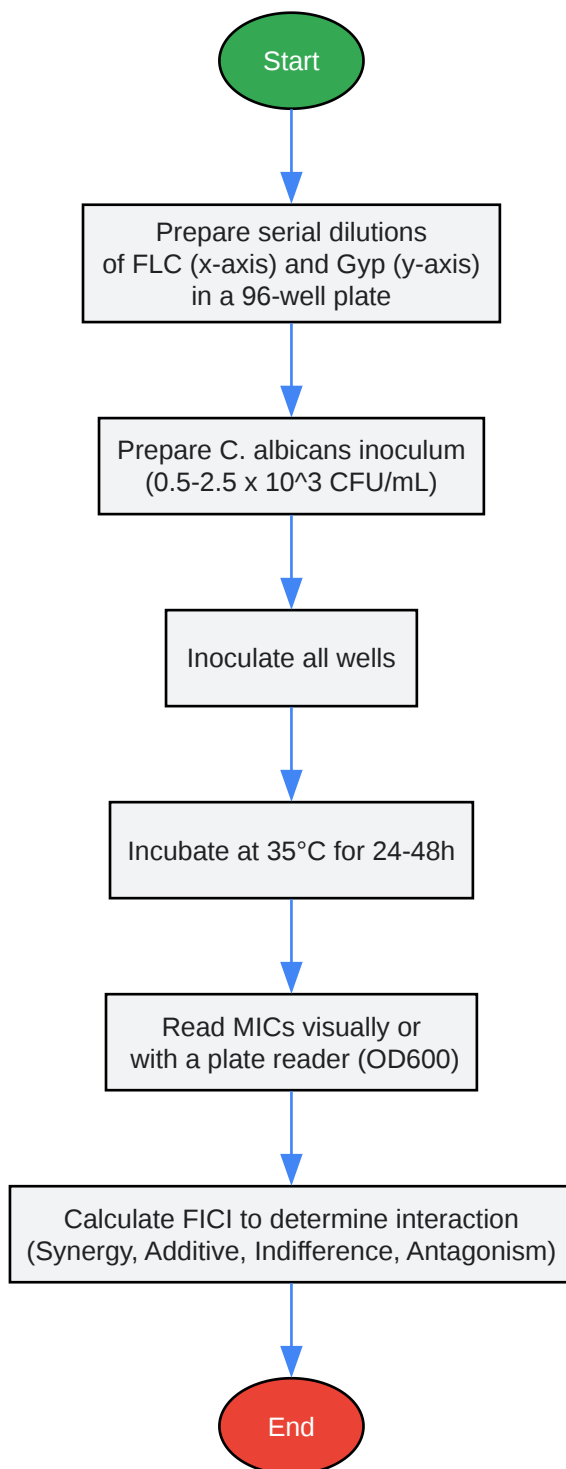 Start
Prepare serial dilutions
of FLC (x-axis) and Gyp (y-axis)
in a 96-well plate
Prepare C. albicans inoculum
(0.5-2.5 x 10^3 CFU/mL)
Inoculate all wells
Incubate at 35°C for 24-48h
Read MICs visually or
with a plate reader (OD600)
Calculate FICI to determine interaction
(Synergy, Additive, Indifference, Antagonism)
End